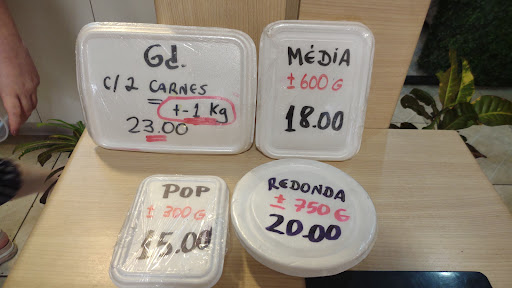 Gd.
C/2 CARNES
+-1 Kg
23.00
MÉDIA
±600 G
18.00
POP
± 300 G
15.00
REDONDA
± 750 G
20.00